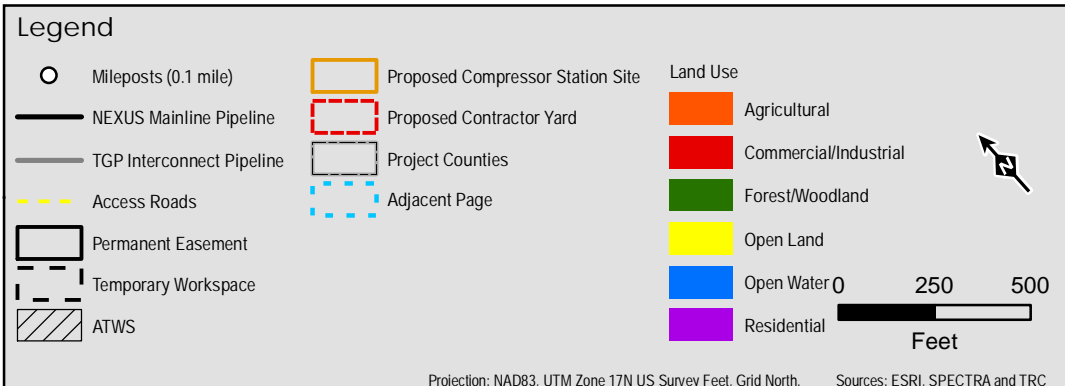 Legend
Mileposts (0.1 mile)
NEXUS Mainline Pipeline
TGP Interconnect Pipeline
Access Roads
Permanent Easement
Temporary Workspace
ATWS
Proposed Compressor Station Site
Proposed Contractor Yard
Project Counties
Adjacent Page
Land Use
Agricultural
Commercial/Industrial
Forest/Woodland
Open Land
Open Water
Residential
N
0 250 500
Feet
Projection: NAD83, UTM Zone 17N US Survey Feet, Grid North. Sources: ESRI, SPECTRA and TRC